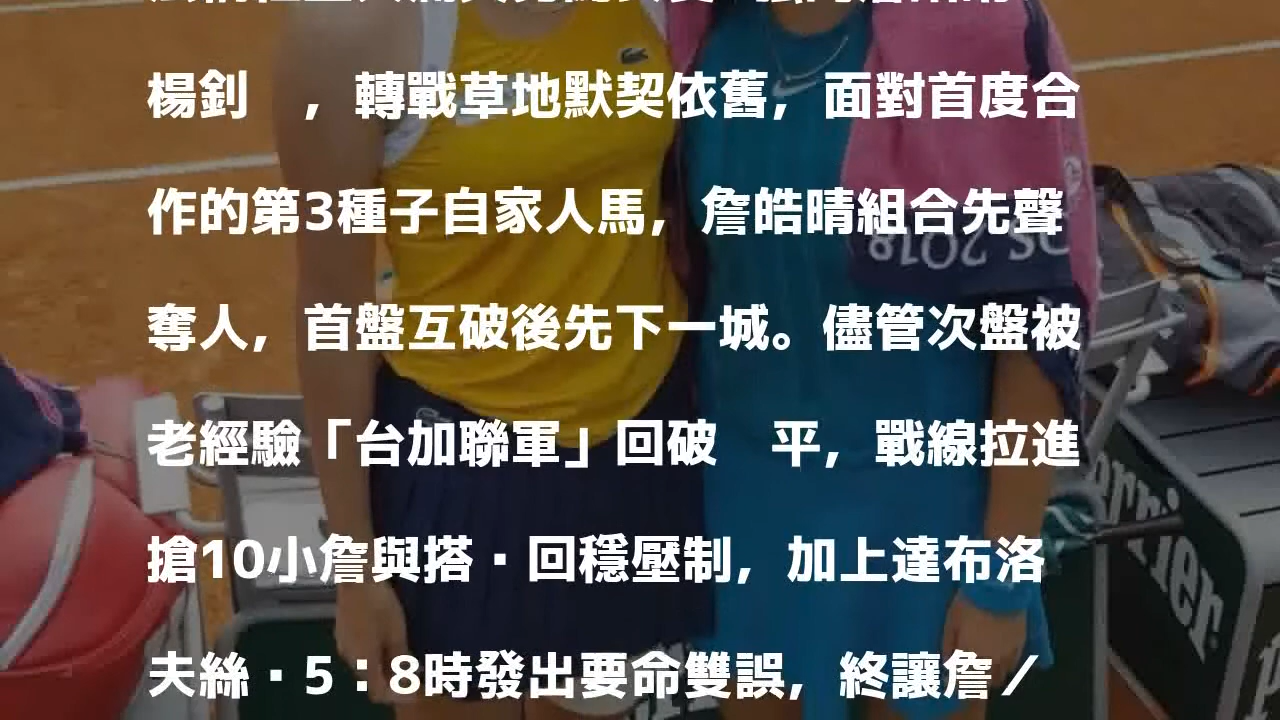 楊釗　，轉戰草地默契依舊，面對首度合
作的第3種子自家人馬，詹皓晴組合先聲
奪人，首盤互破後先下一城。儘管次盤被
老經驗「台加聯軍」回破　平，戰線拉進
搶10小詹與搭·回穩壓制，加上達布洛
夫絲·5：8時發出要命雙誤，終讓詹／
2018
rrier